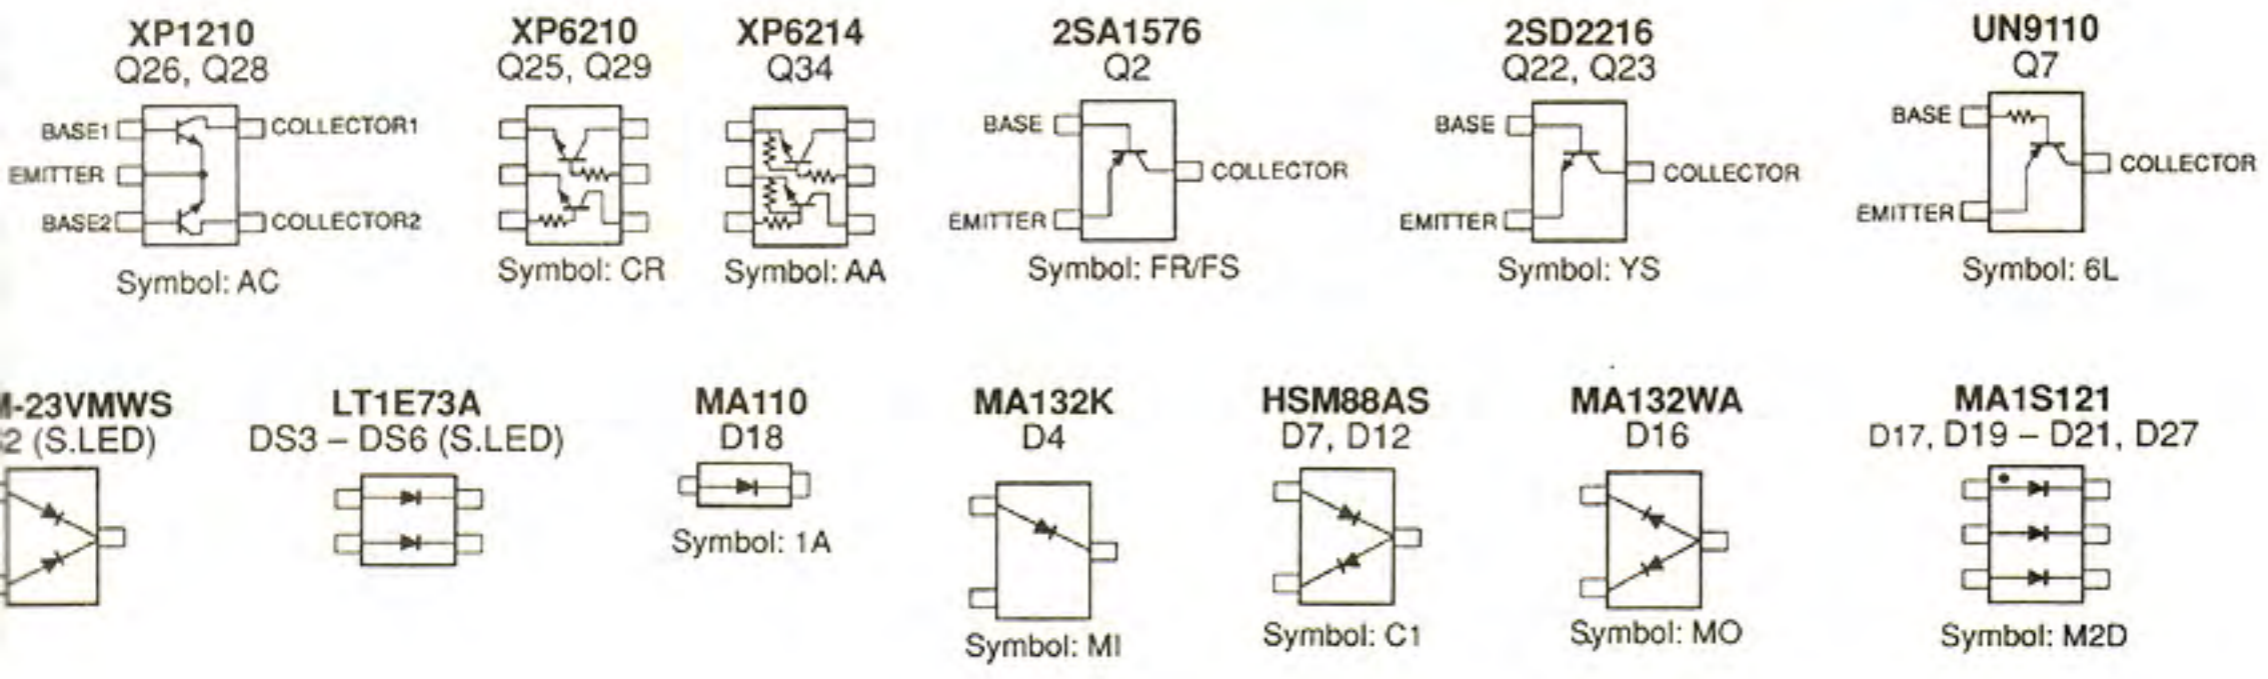 XP1210
Q26, Q28
BASE1
COLLECTOR1
EMITTER
BASE2
COLLECTOR2
Symbol: AC
XP6210
Q25, Q29
Symbol: CR
XP6214
Q34
Symbol: AA
2SA1576
Q2
BASE
COLLECTOR
EMITTER
Symbol: FR/FS
2SD2216
Q22, Q23
BASE
COLLECTOR
EMITTER
Symbol: YS
UN9110
Q7
BASE
COLLECTOR
EMITTER
Symbol: 6L
-23VMWS
2 (S.LED)
LT1E73A
DS3 – DS6 (S.LED)
MA110
D18
Symbol: 1A
MA132K
D4
Symbol: MI
HSM88AS
D7, D12
Symbol: C1
MA132WA
D16
Symbol: MO
MA1S121
D17, D19 – D21, D27
Symbol: M2D